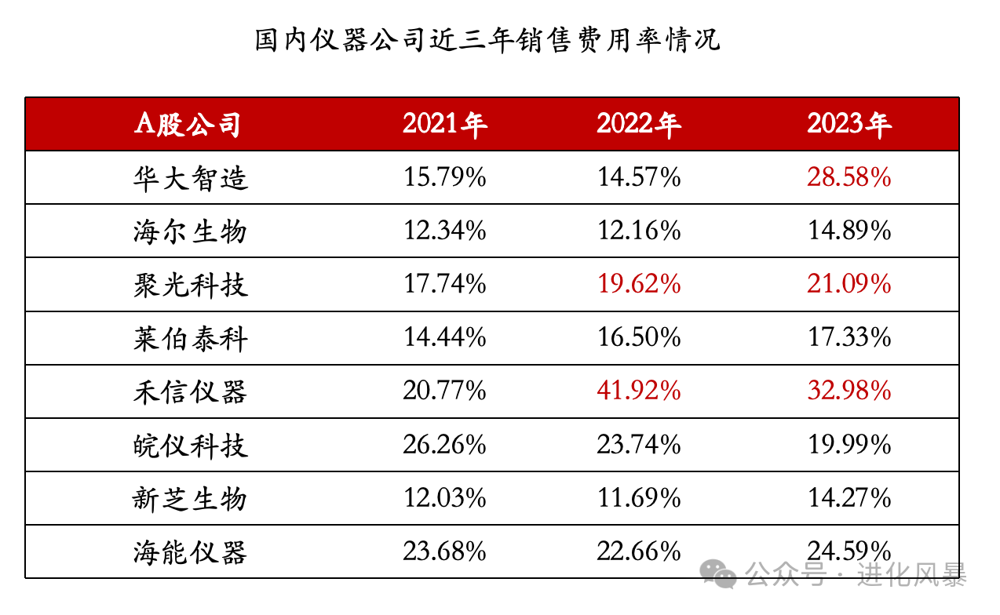 国内仪器公司近三年销售费用率情况
A股公司 2021年 2022年 2023年
华大智造 15.79% 14.57% 28.58%
海尔生物 12.34% 12.16% 14.89%
聚光科技 17.74% 19.62% 21.09%
莱伯泰科 14.44% 16.50% 17.33%
禾信仪器 20.77% 41.92% 32.98%
皖仪科技 26.26% 23.74% 19.99%
新芝生物 12.03% 11.69% 14.27%
海能仪器 23.68% 22.66% 24.59%
公众号·进化风暴